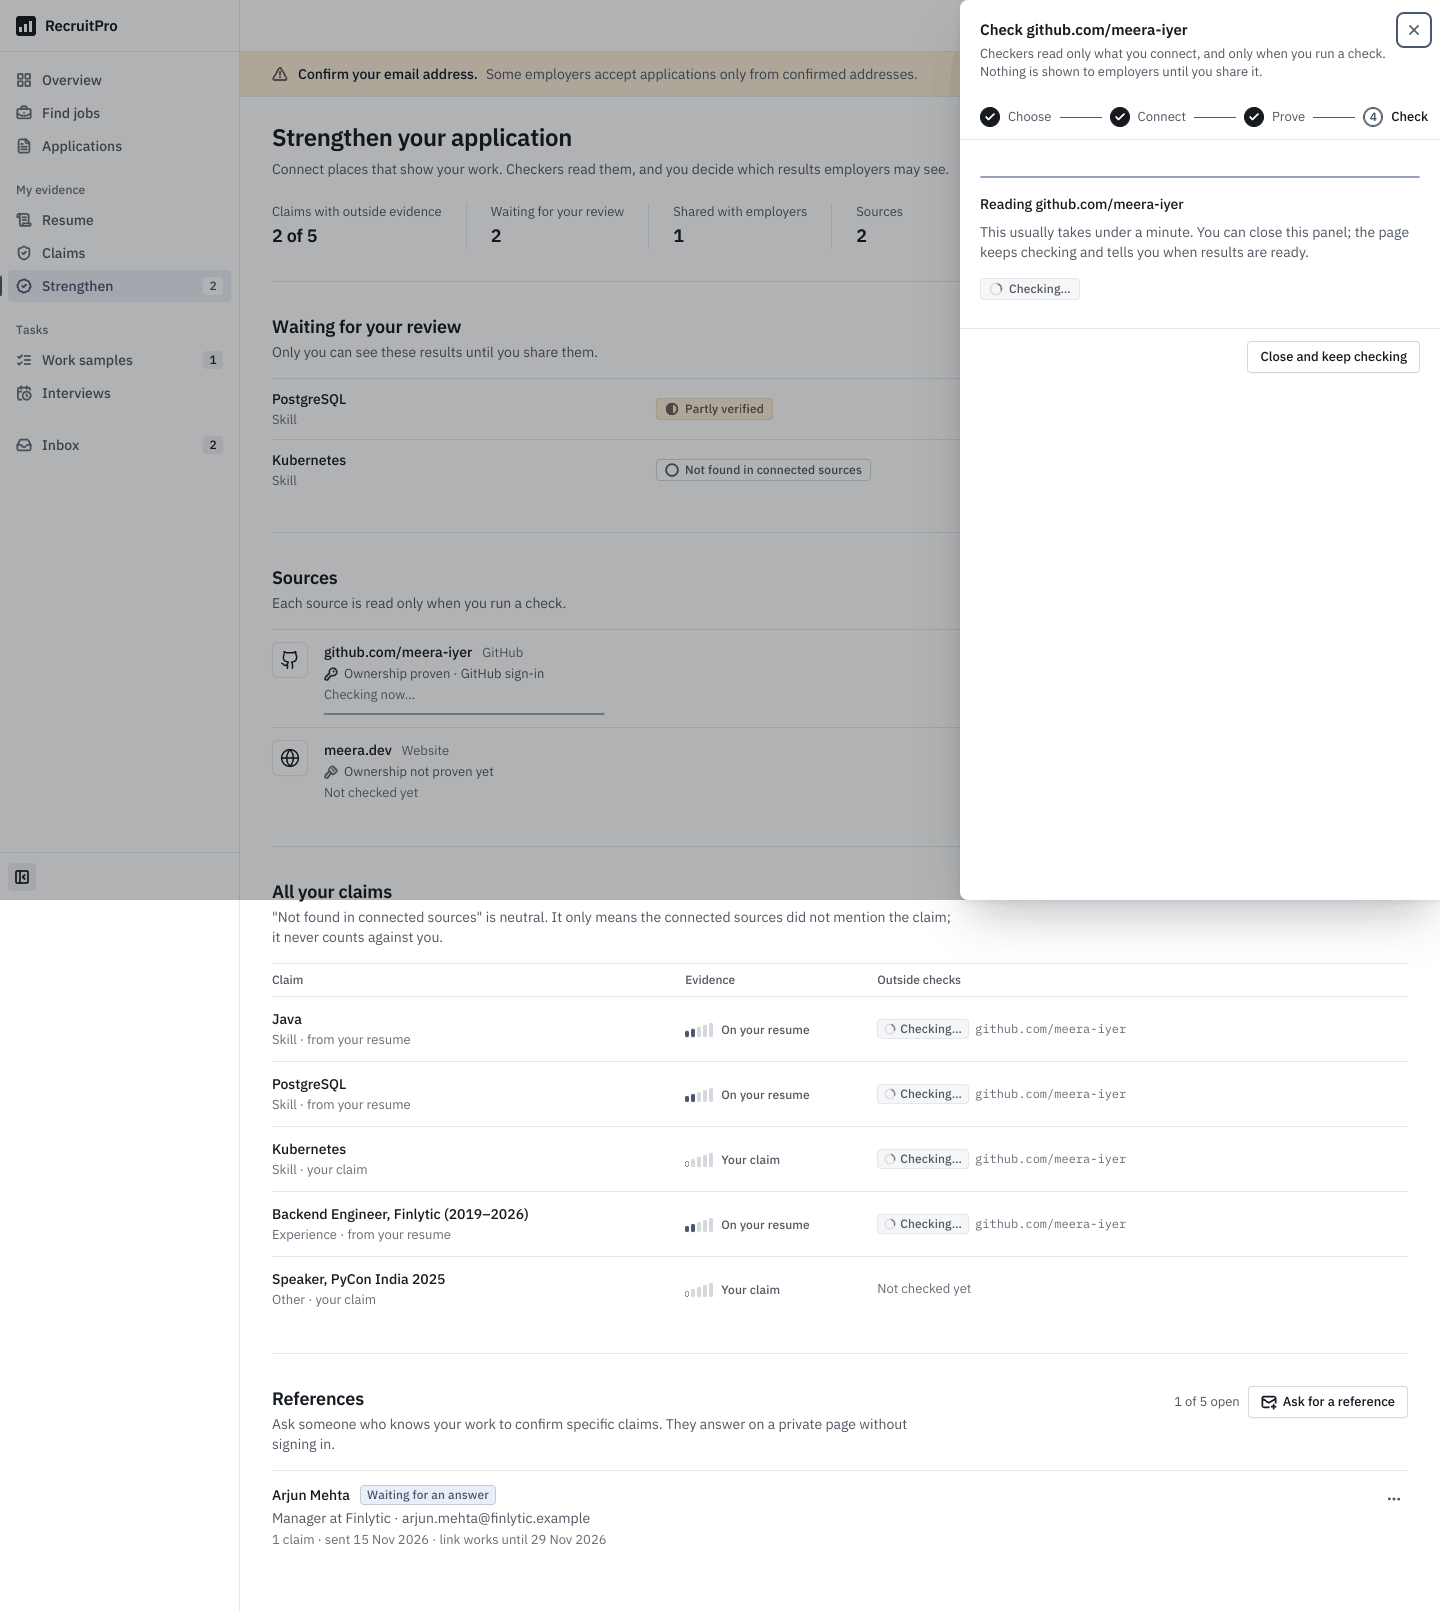 RecruitPro
Overview
Find jobs
Applications
My evidence
Resume
Claims
Strengthen 2
Tasks
Work samples 1
Interviews
Inbox 2
Confirm your email address. Some employers accept applications only from confirmed addresses.
Strengthen your application
Connect places that show your work. Checkers read them, and you decide which results employers may see.
Claims with outside evidence
2 of 5
Waiting for your review
2
Shared with employers
1
Sources
2
Waiting for your review
Only you can see these results until you share them.
PostgreSQL
Skill
Partly verified
Kubernetes
Skill
Not found in connected sources
Sources
Each source is read only when you run a check.
github.com/meera-iyer GitHub
Ownership proven · GitHub sign-in
Checking now...
meera.dev Website
Ownership not proven yet
Not checked yet
All your claims
"Not found in connected sources" is neutral. It only means the connected sources did not mention the claim;
it never counts against you.
Claim Evidence Outside checks
Java
Skill · from your resume
On your resume
Checking... github.com/meera-iyer
PostgreSQL
Skill · from your resume
On your resume
Checking... github.com/meera-iyer
Kubernetes
Skill · your claim
Your claim
Checking... github.com/meera-iyer
Backend Engineer, Finlytic (2019–2026)
Experience · from your resume
On your resume
Checking... github.com/meera-iyer
Speaker, PyCon India 2025
Other · your claim
Your claim
Not checked yet
References
Ask someone who knows your work to confirm specific claims. They answer on a private page without
signing in.
1 of 5 open
Ask for a reference
Arjun Mehta Waiting for an answer
Manager at Finlytic · arjun.mehta@finlytic.example
1 claim · sent 15 Nov 2026 · link works until 29 Nov 2026
Check github.com/meera-iyer
Checkers read only what you connect, and only when you run a check.
Nothing is shown to employers until you share it.
Choose Connect Prove 4 Check
Reading github.com/meera-iyer
This usually takes under a minute. You can close this panel; the page
keeps checking and tells you when results are ready.
Checking...
Close and keep checking